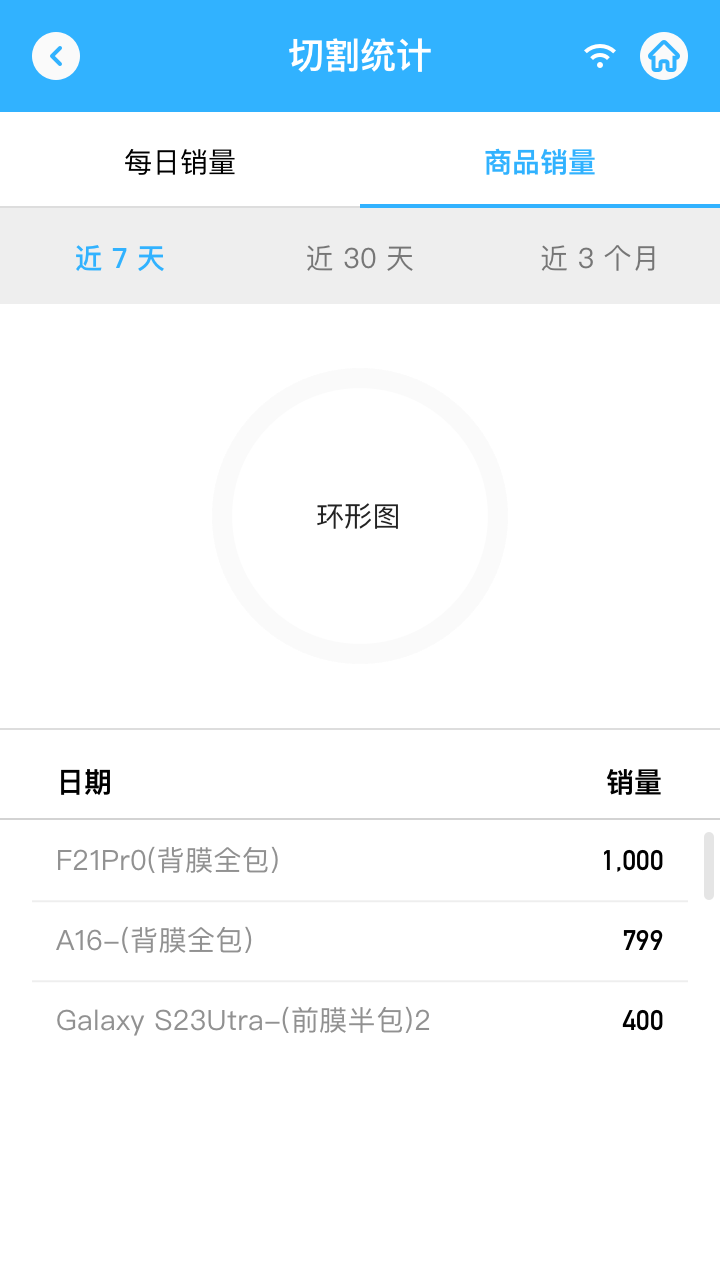 切割统计
每日销量 商品销量
近 7 天 近 30 天 近 3 个月
环形图
日期 销量
F21Pr0(背膜全包) 1,000
A16-(背膜全包) 799
Galaxy S23Utra-(前膜半包)2 400